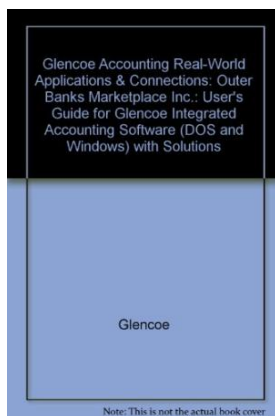 Glencoe Accounting Real-World
Applications & Connections: Outer
Banks Marketplace Inc.: User's
Guide for Glencoe Integrated
Accounting Software (DOS and
Windows) with Solutions
Glencoe
Note: This is not the actual book cover